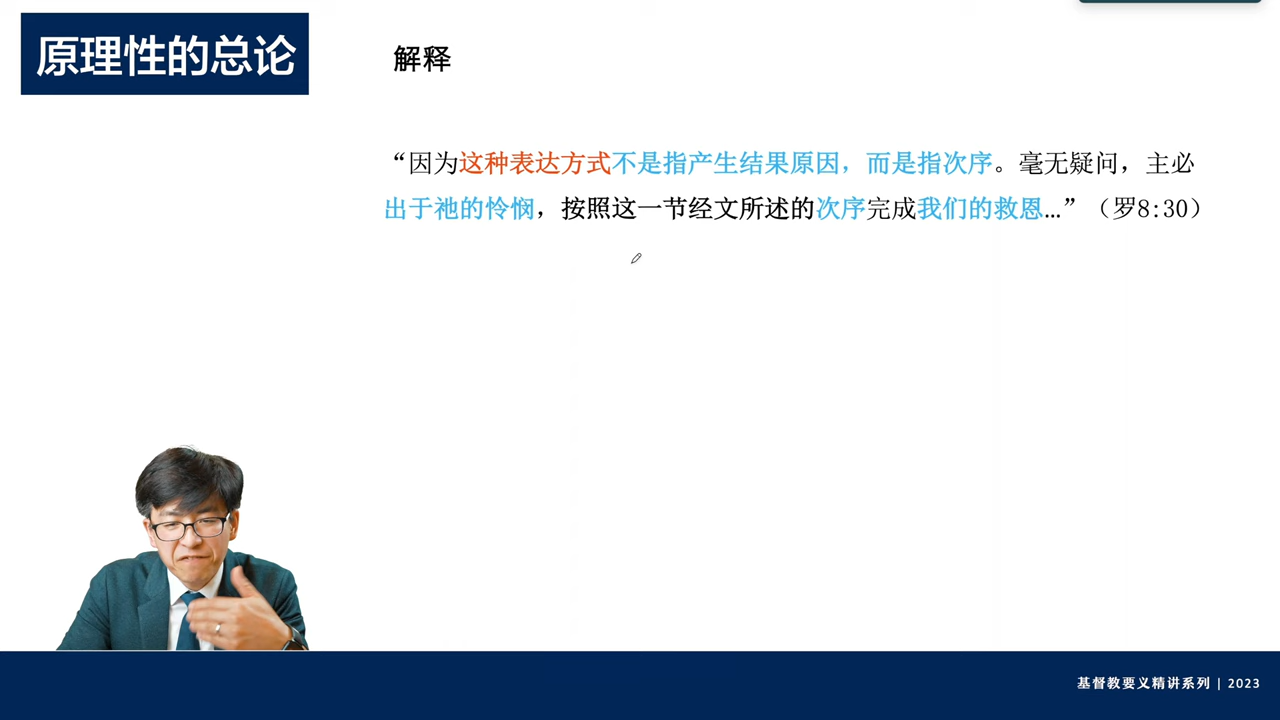 原理性的总论
解释
“因为这种表达方式不是指产生结果原因，而是指次序。毫无疑问，主必
出于祂的怜悯，按照这一节经文所述的次序完成我们的救恩…”（罗8:30）
基督教要义精讲系列 | 2023